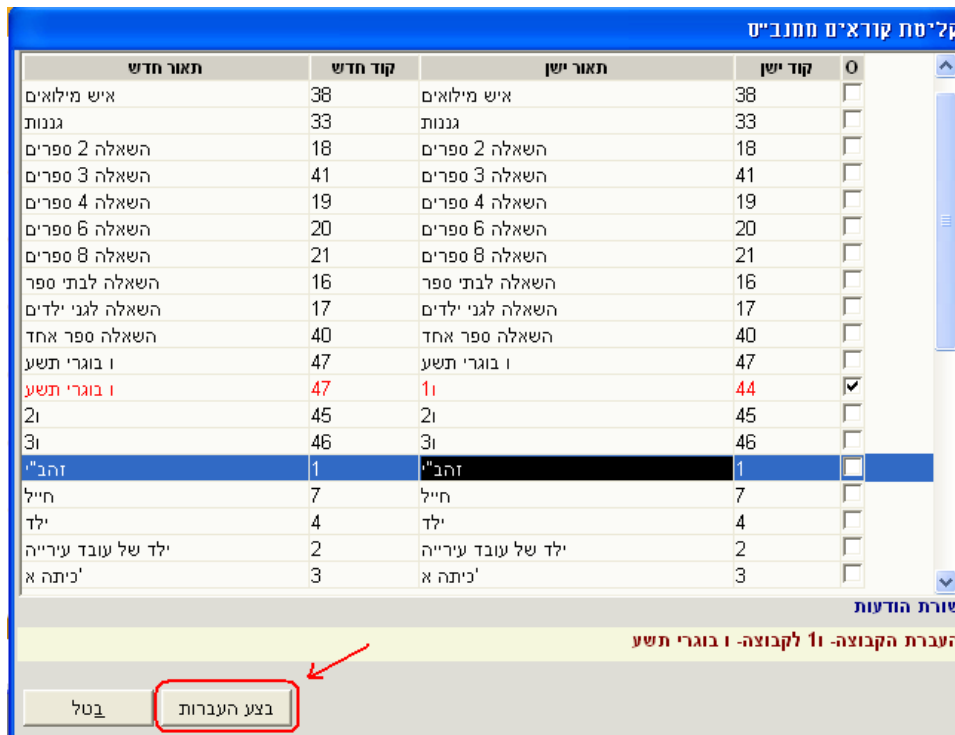 קליטת קוראים ממנב"ס
O קוד ישן תאור ישן קוד חדש תאור חדש
38 איש מילואים 38 איש מילואים
33 גננות 33 גננות
18 השאלה 2 ספרים 18 השאלה 2 ספרים
41 השאלה 3 ספרים 41 השאלה 3 ספרים
19 השאלה 4 ספרים 19 השאלה 4 ספרים
20 השאלה 6 ספרים 20 השאלה 6 ספרים
21 השאלה 8 ספרים 21 השאלה 8 ספרים
16 השאלה לבתי ספר 16 השאלה לבתי ספר
17 השאלה לגני ילדים 17 השאלה לגני ילדים
40 השאלה ספר אחד 40 השאלה ספר אחד
47 ו בוגרי תשע 47 ו בוגרי תשע
44 ו1 47 ו בוגרי תשע
45 ו2 45 ו2
46 ו3 46 ו3
1 זהב"י 1 זהב"י
7 חייל 7 חייל
4 ילד 4 ילד
2 ילד של עובד עירייה 2 ילד של עובד עירייה
3 כיתה א' 3 כיתה א'
שורת הודעות
העברת הקבוצה- ו1 לקבוצה- ו בוגרי תשע
בצע העברות
בטל